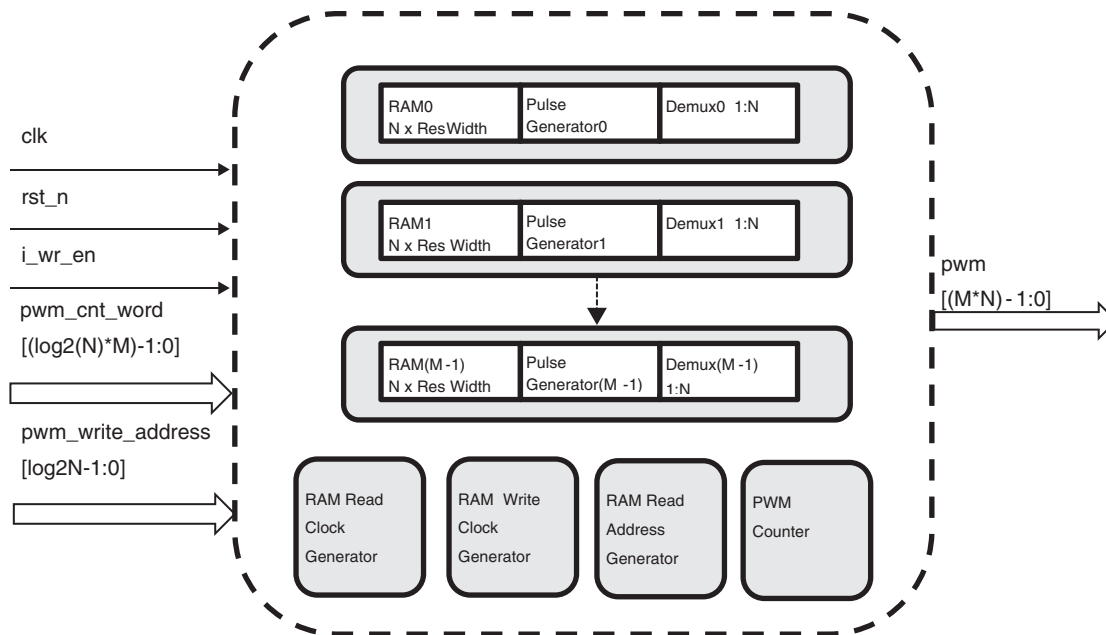 clk
rst_n
i_wr_en
pwm_cnt_word
[(log2(N)*M)-1:0]
pwm_write_address
[log2N-1:0]
RAM0
N x ResWidth
Pulse
Generator0
Demux0 1:N
RAM1
N x Res Width
Pulse
Generator1
Demux1 1:N
RAM(M-1)
N x Res Width
Pulse
Generator(M-1)
Demux(M-1)
1:N
RAM Read
Clock
Generator
RAM Write
Clock
Generator
RAM Read
Address
Generator
PWM
Counter
pwm
[(M*N)-1:0]